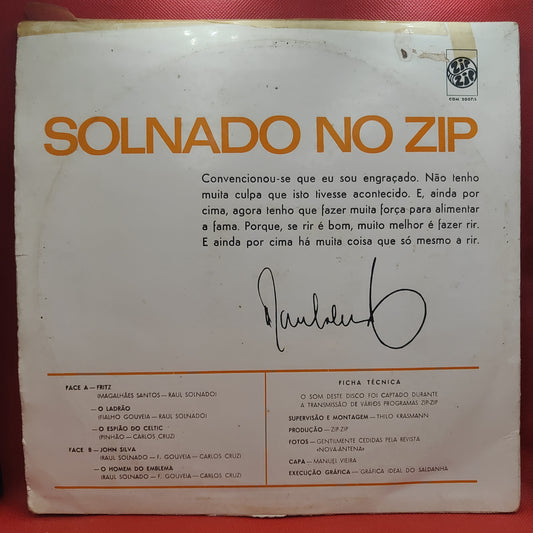 ZIP
ZIP
COM 2007/L
SOLNADO NO ZIP
Convencionou-se que eu sou engraçado. Não tenho
muita culpa que isto tivesse acontecido. E, ainda por
cima, agora tenho que fazer muita força para alimentar
a fama. Porque, se rir é bom, muito melhor é fazer rir.
E ainda por cima há muita coisa que só mesmo a rir.
FACE A — FRITZ
(MAGALHÃES SANTOS — RAUL SOLNADO)
— O LADRÃO
(FIALHO GOUVEIA — RAUL SOLNADO)
— O ESPIÃO DO CELTIC
(PINHÃO — CARLOS CRUZ)
FACE B — JOHN SILVA
(RAUL SOLNADO — F. GOUVEIA — CARLOS CRUZ)
— O HOMEM DO EMBLEMA
(RAUL SOLNADO — F. GOUVEIA — CARLOS CRUZ)
FICHA TÉCNICA
O SOM DESTE DISCO FOI CAPTADO DURANTE
A TRANSMISSÃO DE VÁRIOS PROGRAMAS ZIP-ZIP
SUPERVISÃO E MONTAGEM — THILO KRASMANN
PRODUÇÃO — ZIP-ZIP
FOTOS — GENTILMENTE CEDIDAS PELA REVISTA
«NOVA-ANTENA»
CAPA — MANUEL VIEIRA
EXECUÇÃO GRÁFICA — GRÁFICA IDEAL DO SALDANHA